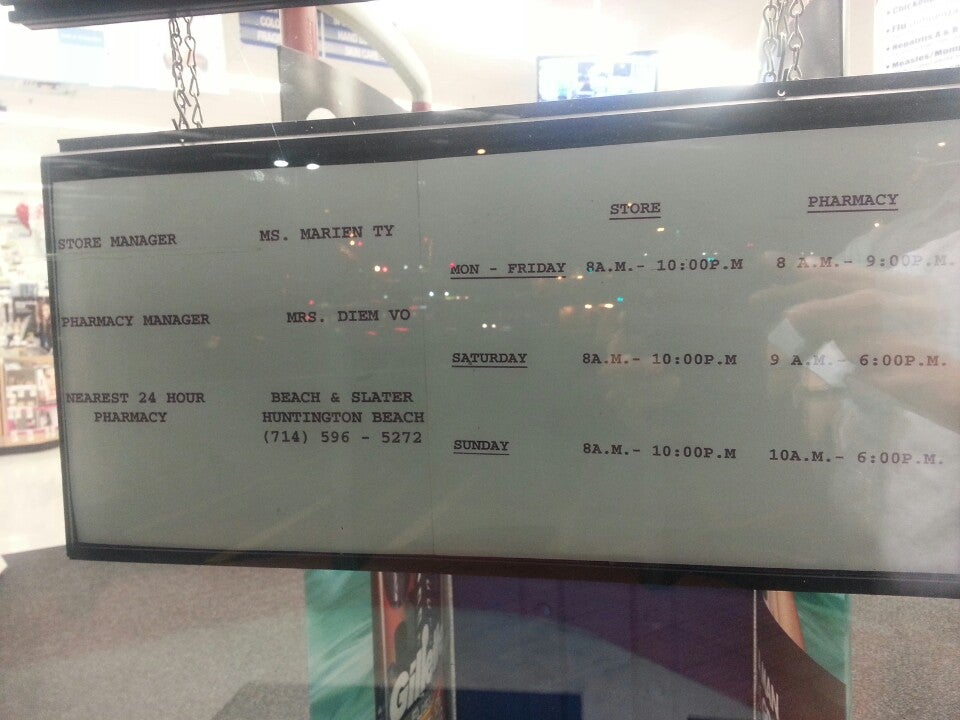 STORE MANAGER MS. MARIEN TY
PHARMACY MANAGER MRS. DIEM VO
NEAREST 24 HOUR PHARMACY
BEACH & SLATER
HUNTINGTON BEACH
(714) 596 - 5272
STORE PHARMACY
MON - FRIDAY 8A.M.- 10:00P.M 8 A.M.- 9:00P.M.
SATURDAY 8A.M.- 10:00P.M 9 A.M.- 6:00P.M.
SUNDAY 8A.M.- 10:00P.M 10A.M.- 6:00P.M.
• Flu
• Hepatitis A & B
Gillette